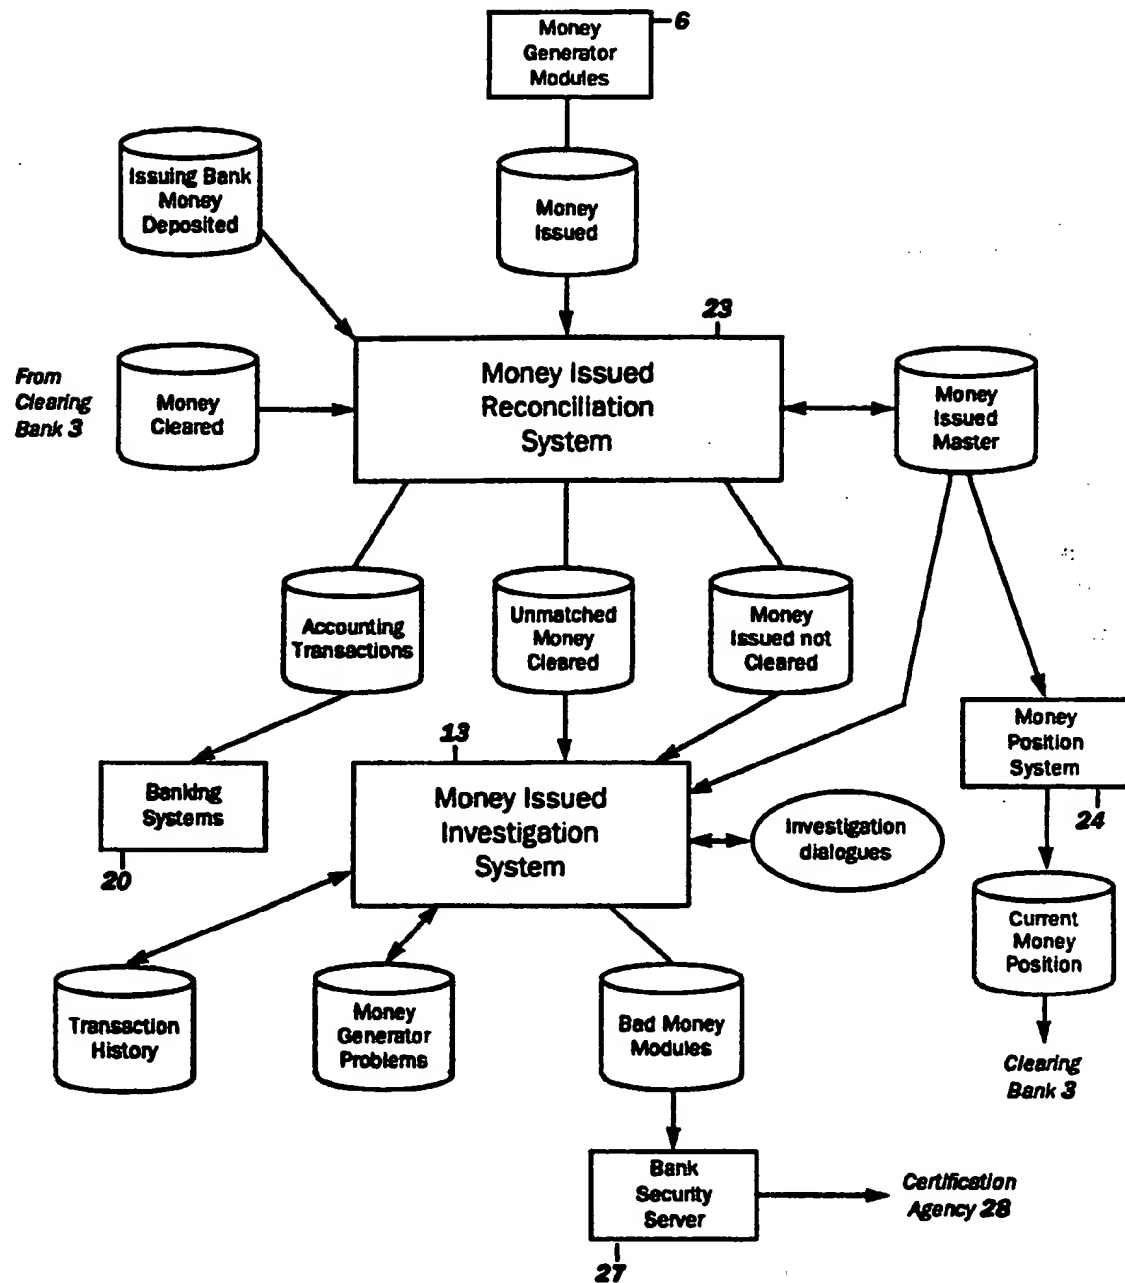 Money
Generator
Modules
6
Issuing Bank
Money
Deposited
Money
Issued
23
From
Clearing
Bank 3
Money
Cleared
Money Issued
Reconciliation
System
Money
Issued
Master
Accounting
Transactions
Unmatched
Money
Cleared
Money
Issued not
Cleared
Money
Position
System
24
13
Banking
Systems
20
Money Issued
Investigation
System
Investigation
dialogues
Current
Money
Position
Transaction
History
Money
Generator
Problems
Bad Money
Modules
Clearing
Bank 3
Bank
Security
Server
27
Certification
Agency 28